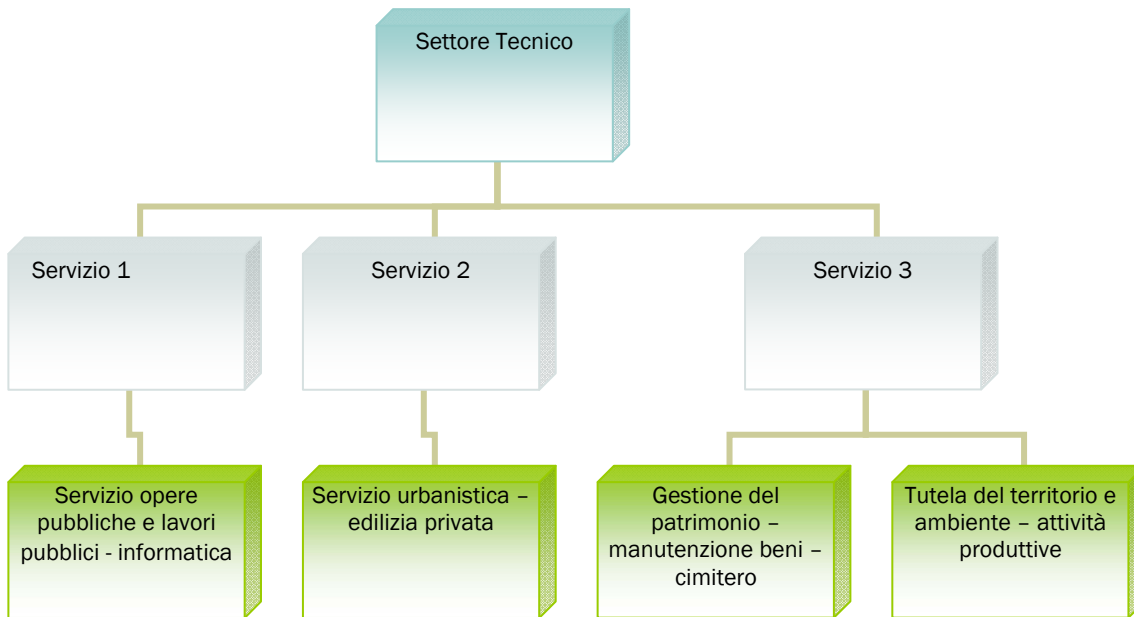 Settore Tecnico
Servizio 1
Servizio 2
Servizio 3
Servizio opere
pubbliche e lavori
pubblici - informatica
Servizio urbanistica –
edilizia privata
Gestione del
patrimonio –
manutenzione beni –
cimitero
Tutela del territorio e
ambiente – attività
produttive